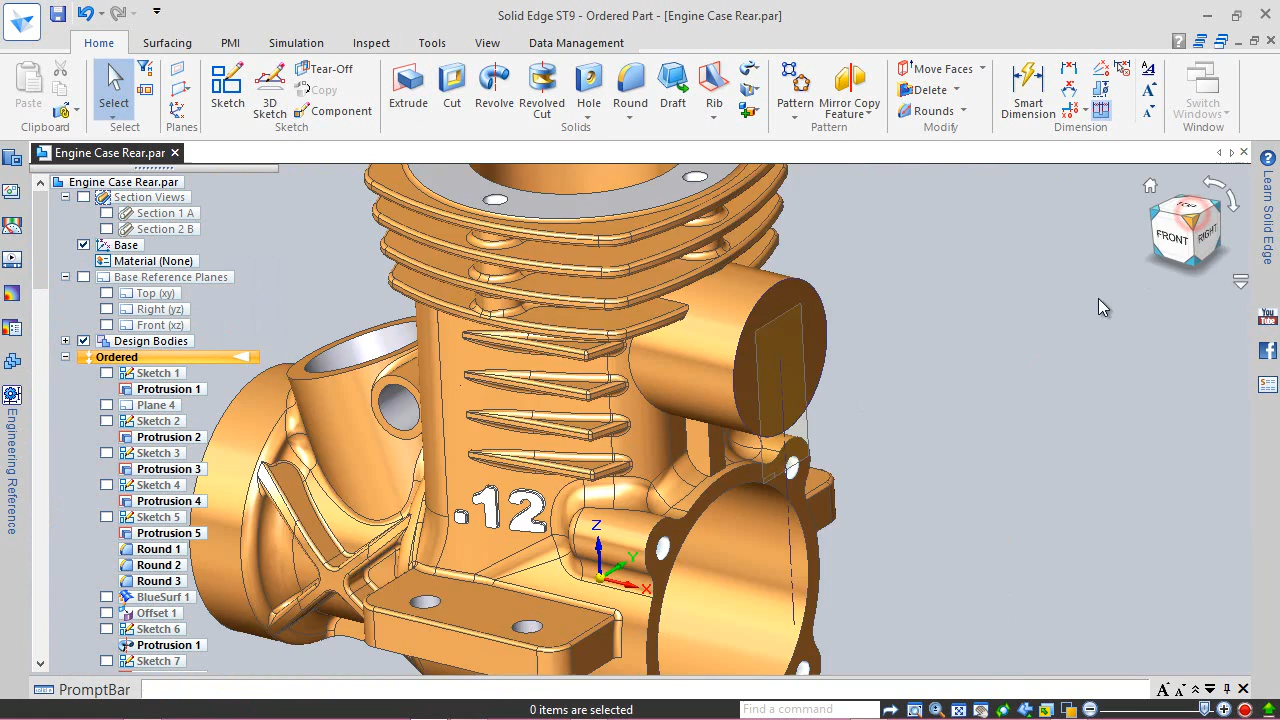 Solid Edge ST9 - Ordered Part - [Engine Case Rear.par]
Home Surfacing PMI Simulation Inspect Tools View Data Management
Paste
Clipboard
Select
Select
Planes
Sketch
3D Sketch
Tear-Off
Copy
Component
Sketch
Extrude
Cut
Revolve
Revolved Cut
Hole
Round
Draft
Rib
Solids
Pattern
Mirror Copy Feature
Pattern
Move Faces
Delete
Rounds
Modify
Smart Dimension
Dimension
Switch Windows
Window
Engine Case Rear.par
Engine Case Rear.par
Section Views
Section 1 A
Section 2 B
Base
Material (None)
Base Reference Planes
Top (xy)
Right (yz)
Front (xz)
Design Bodies
Ordered
Sketch 1
Protrusion 1
Plane 4
Sketch 2
Protrusion 2
Sketch 3
Protrusion 3
Sketch 4
Protrusion 4
Sketch 5
Protrusion 5
Round 1
Round 2
Round 3
BlueSurf 1
Offset 1
Sketch 6
Protrusion 1
Sketch 7
Engineering Reference
.12
Z
Y
X
FRONT
RIGHT
Learn Solid Edge
You Tube
PromptBar
0 items are selected
Find a command